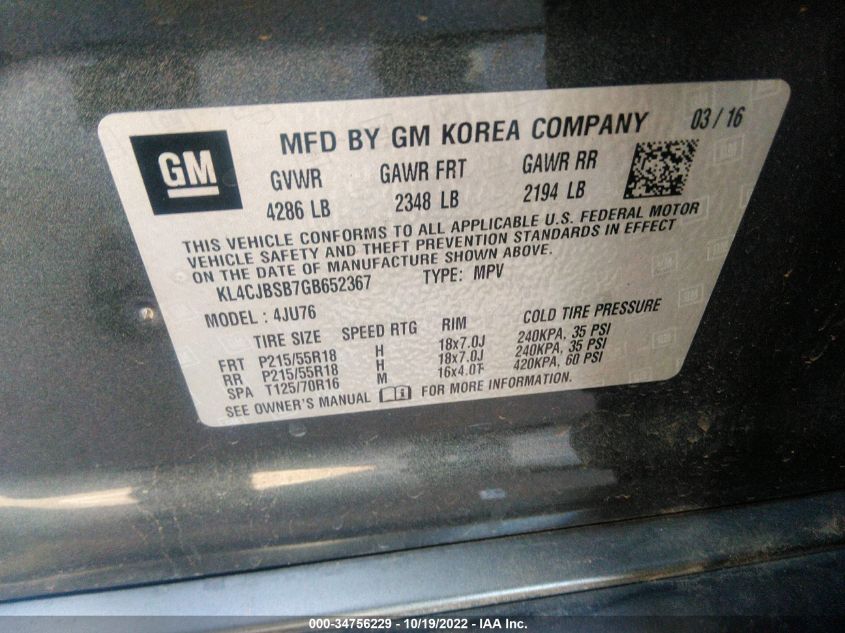 GM
MFD BY GM KOREA COMPANY 03 / 16
GVWR GAWR FRT GAWR RR
4286 LB 2348 LB 2194 LB
THIS VEHICLE CONFORMS TO ALL APPLICABLE U.S. FEDERAL MOTOR
VEHICLE SAFETY AND THEFT PREVENTION STANDARDS IN EFFECT
ON THE DATE OF MANUFACTURE SHOWN ABOVE.
KL4CJBSB7GB652367 TYPE: MPV
MODEL : 4JU76
TIRE SIZE SPEED RTG RIM COLD TIRE PRESSURE
FRT P215/55R18 H 18x7.0J 240KPA, 35 PSI
RR P215/55R18 H 18x7.0J 240KPA, 35 PSI
SPA T125/70R16 M 16x4.0T 420KPA, 60 PSI
SEE OWNER'S MANUAL FOR MORE INFORMATION.
000-34756229 - 10/19/2022 - IAA Inc.